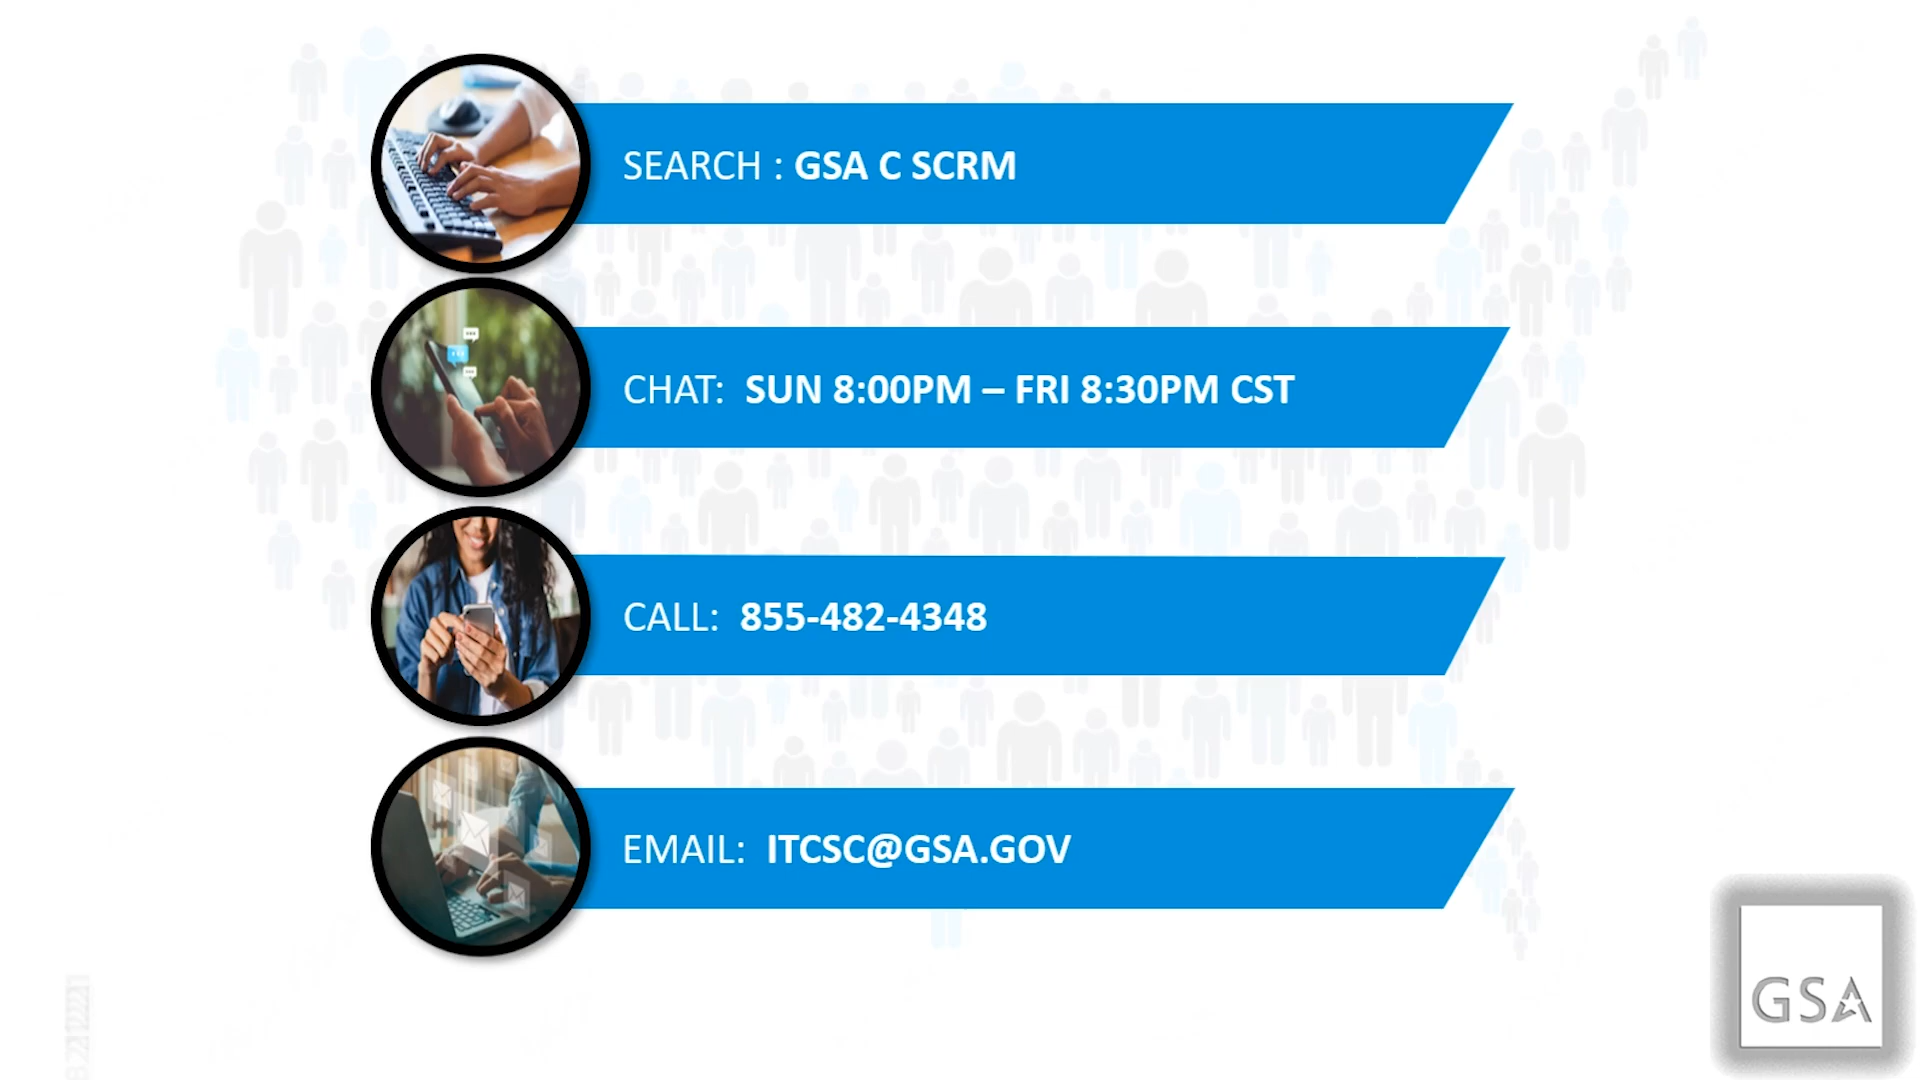 SEARCH : GSA C SCRM
CHAT: SUN 8:00PM – FRI 8:30PM CST
CALL: 855-482-4348
EMAIL: ITCSC@GSA.GOV
GSA